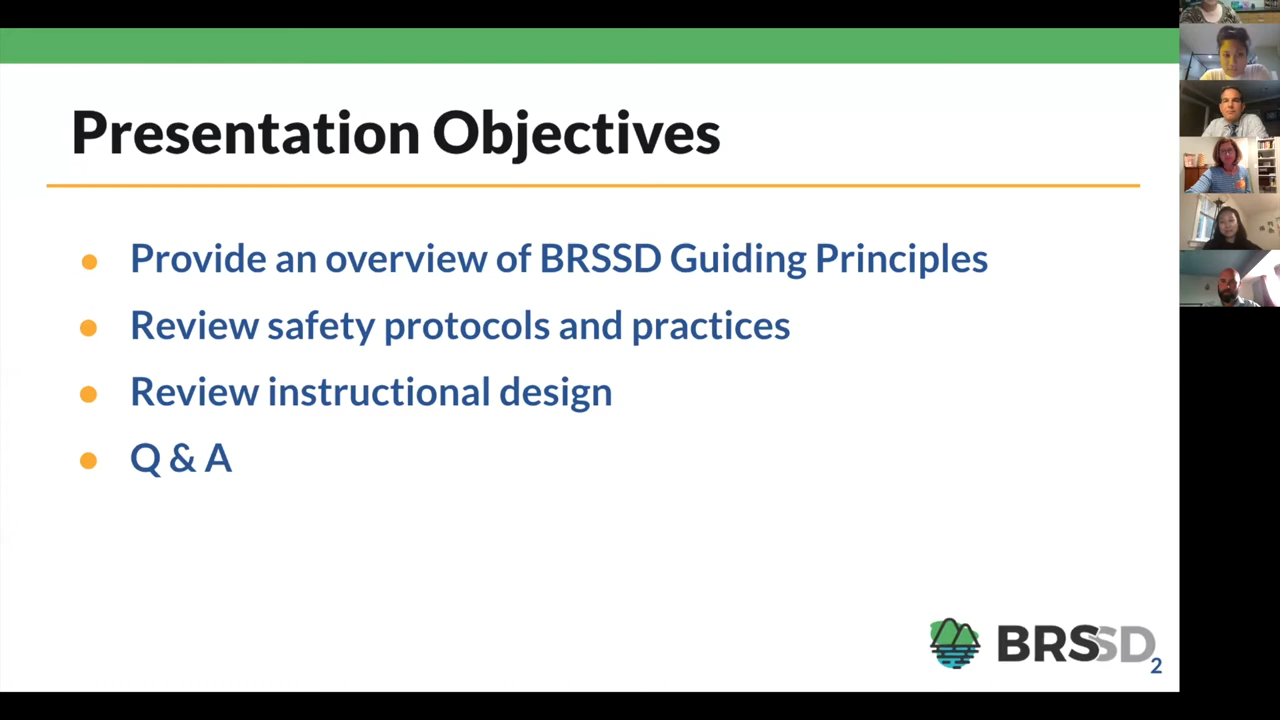 Presentation Objectives
● Provide an overview of BRSSD Guiding Principles
● Review safety protocols and practices
● Review instructional design
● Q & A
BRSSD
2